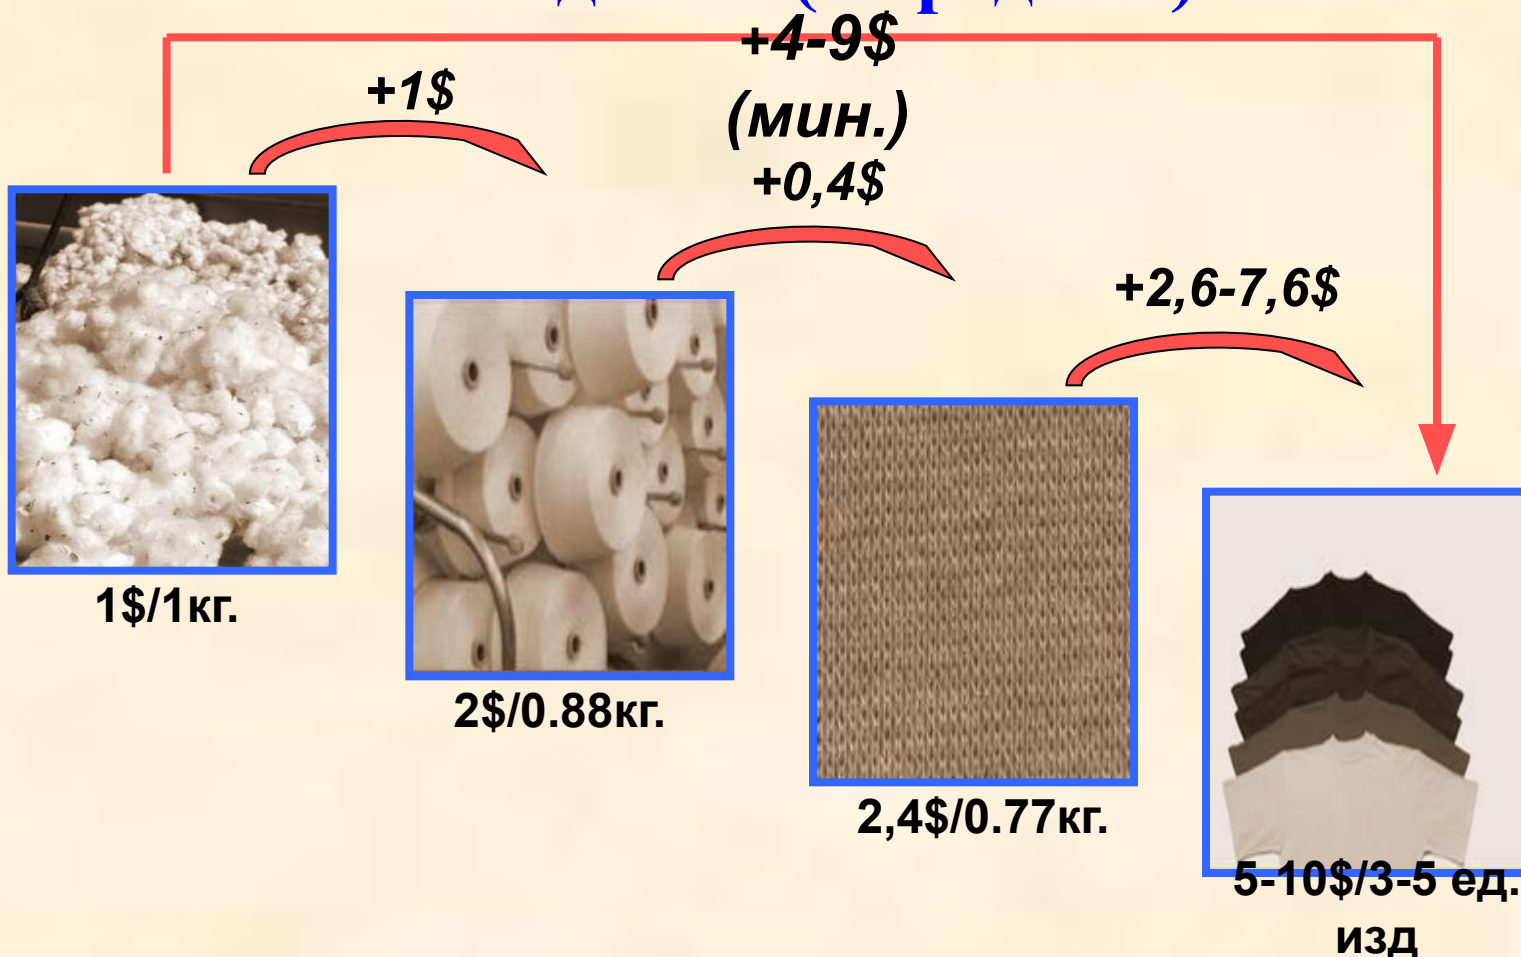 +4-9$
(мин.)
+1$
+0,4$
+2,6-7,6$
1$/1кг.
2$/0.88кг.
2,4$/0.77кг.
5-10$/3-5 ед.
изд